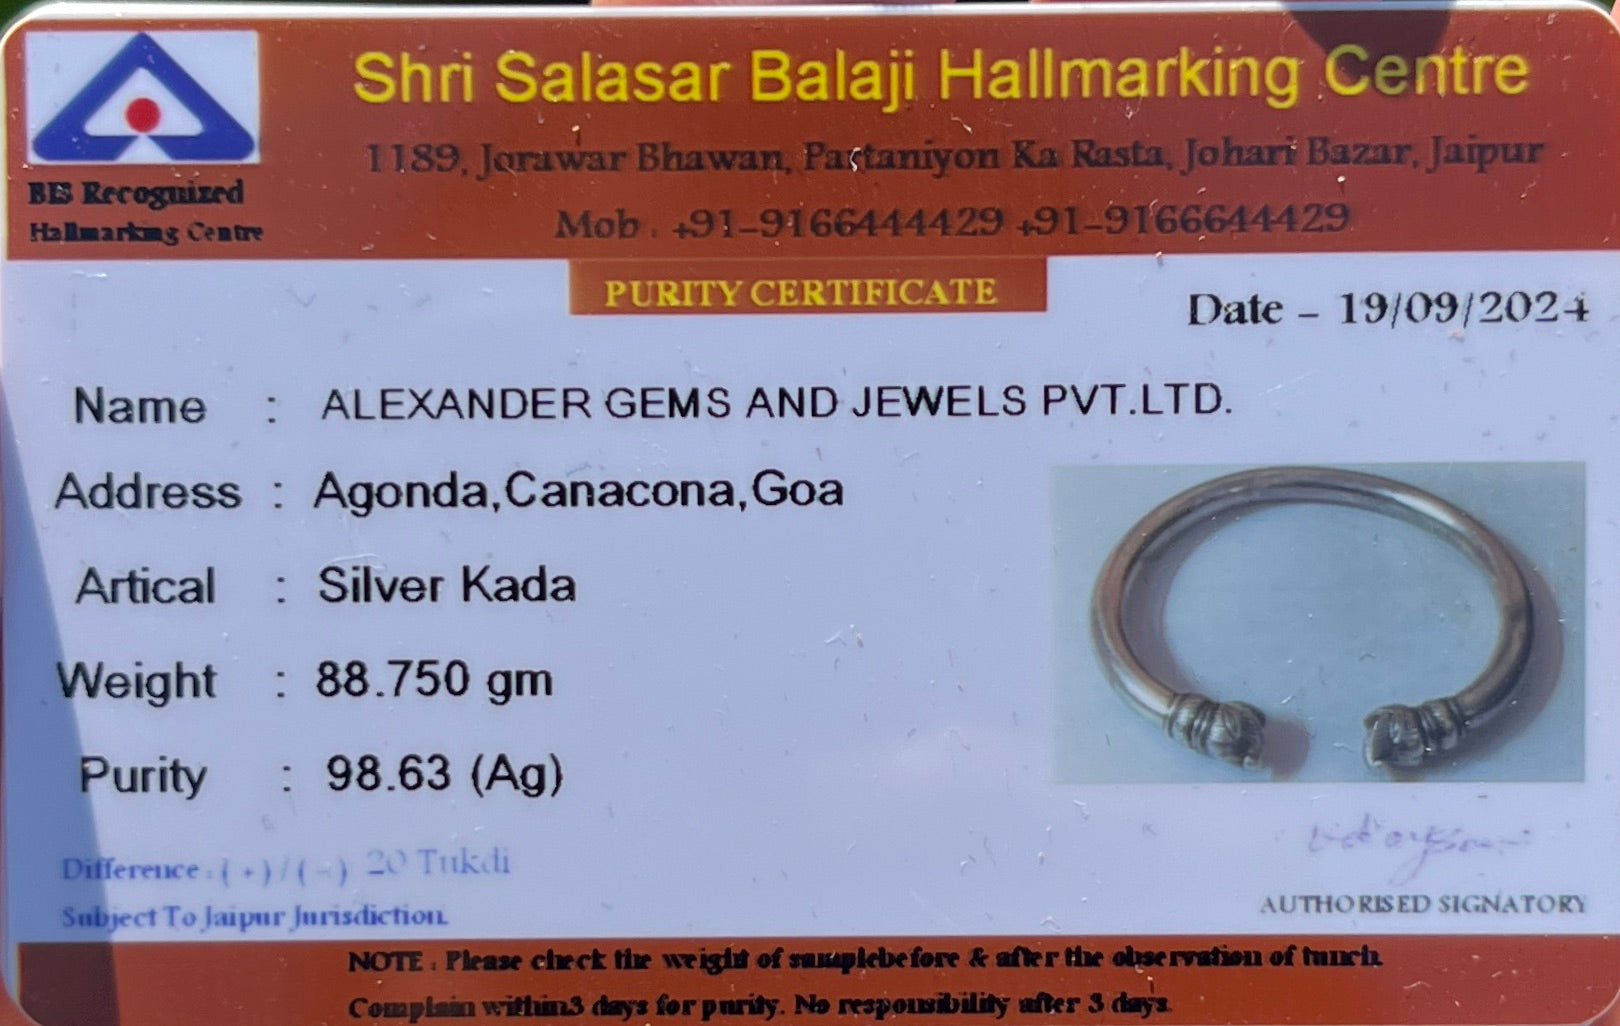 Shri Salasar Balaji Hallmarking Centre
1189, Jorawar Bhawan, Partaniyon Ka Rasta, Johari Bazar, Jaipur
Mob. +91-9166444429 +91-9166644429
BIS Recognized
Hallmarking Centre
PURITY CERTIFICATE
Date - 19/09/2024
Name : ALEXANDER GEMS AND JEWELS PVT.LTD.
Address : Agonda,Canacona,Goa
Artical : Silver Kada
Weight : 88.750 gm
Purity : 98.63 (Ag)
Difference : (+)/(-) 20 Tukdi
Subject To Jaipur Jurisdiction.
AUTHORISED SIGNATORY
NOTE : Please check the weight of samplebefore & after the observation of tunch.
Complain within3 days for purity. No responsibility after 3 days.